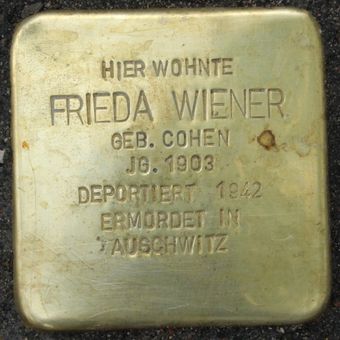 HIER WOHNTE
FRIEDA WIENER
GEB. COHEN
JG. 1903
DEPORTIERT 1942
ERMORDET IN
AUSCHWITZ